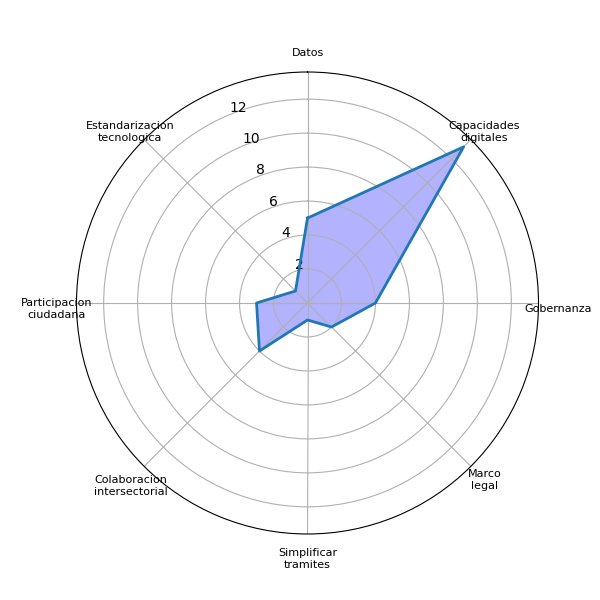 Datos
Capacidades
digitales
Estandarización
tecnologica
12
10
8
6
4
2
Participacion
ciudadana
Gobernanza
Colaboracion
intersectorial
Marco
legal
Simplificar
tramites